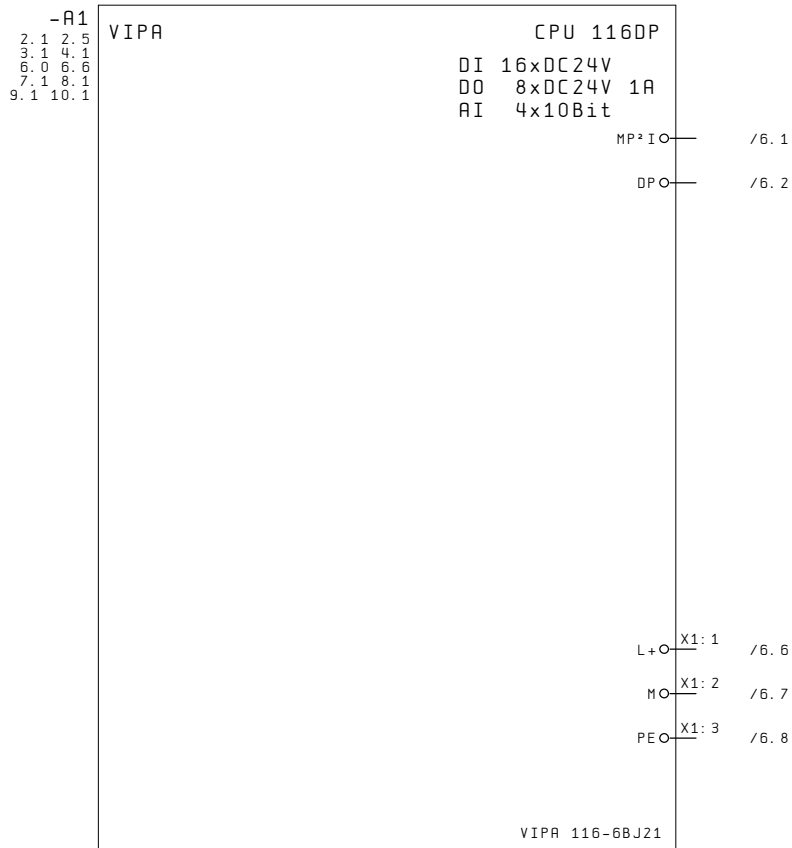 -A1
2.1 2.5
3.1 4.1
6.0 6.6
7.1 8.1
9.1 10.1
VIPA CPU 116DP
DI 16xDC24V
DO 8xDC24V 1A
AI 4x10Bit
MP²I /6.1
DP /6.2
L+ X1:1 /6.6
M X1:2 /6.7
PE X1:3 /6.8
VIPA 116-6BJ21